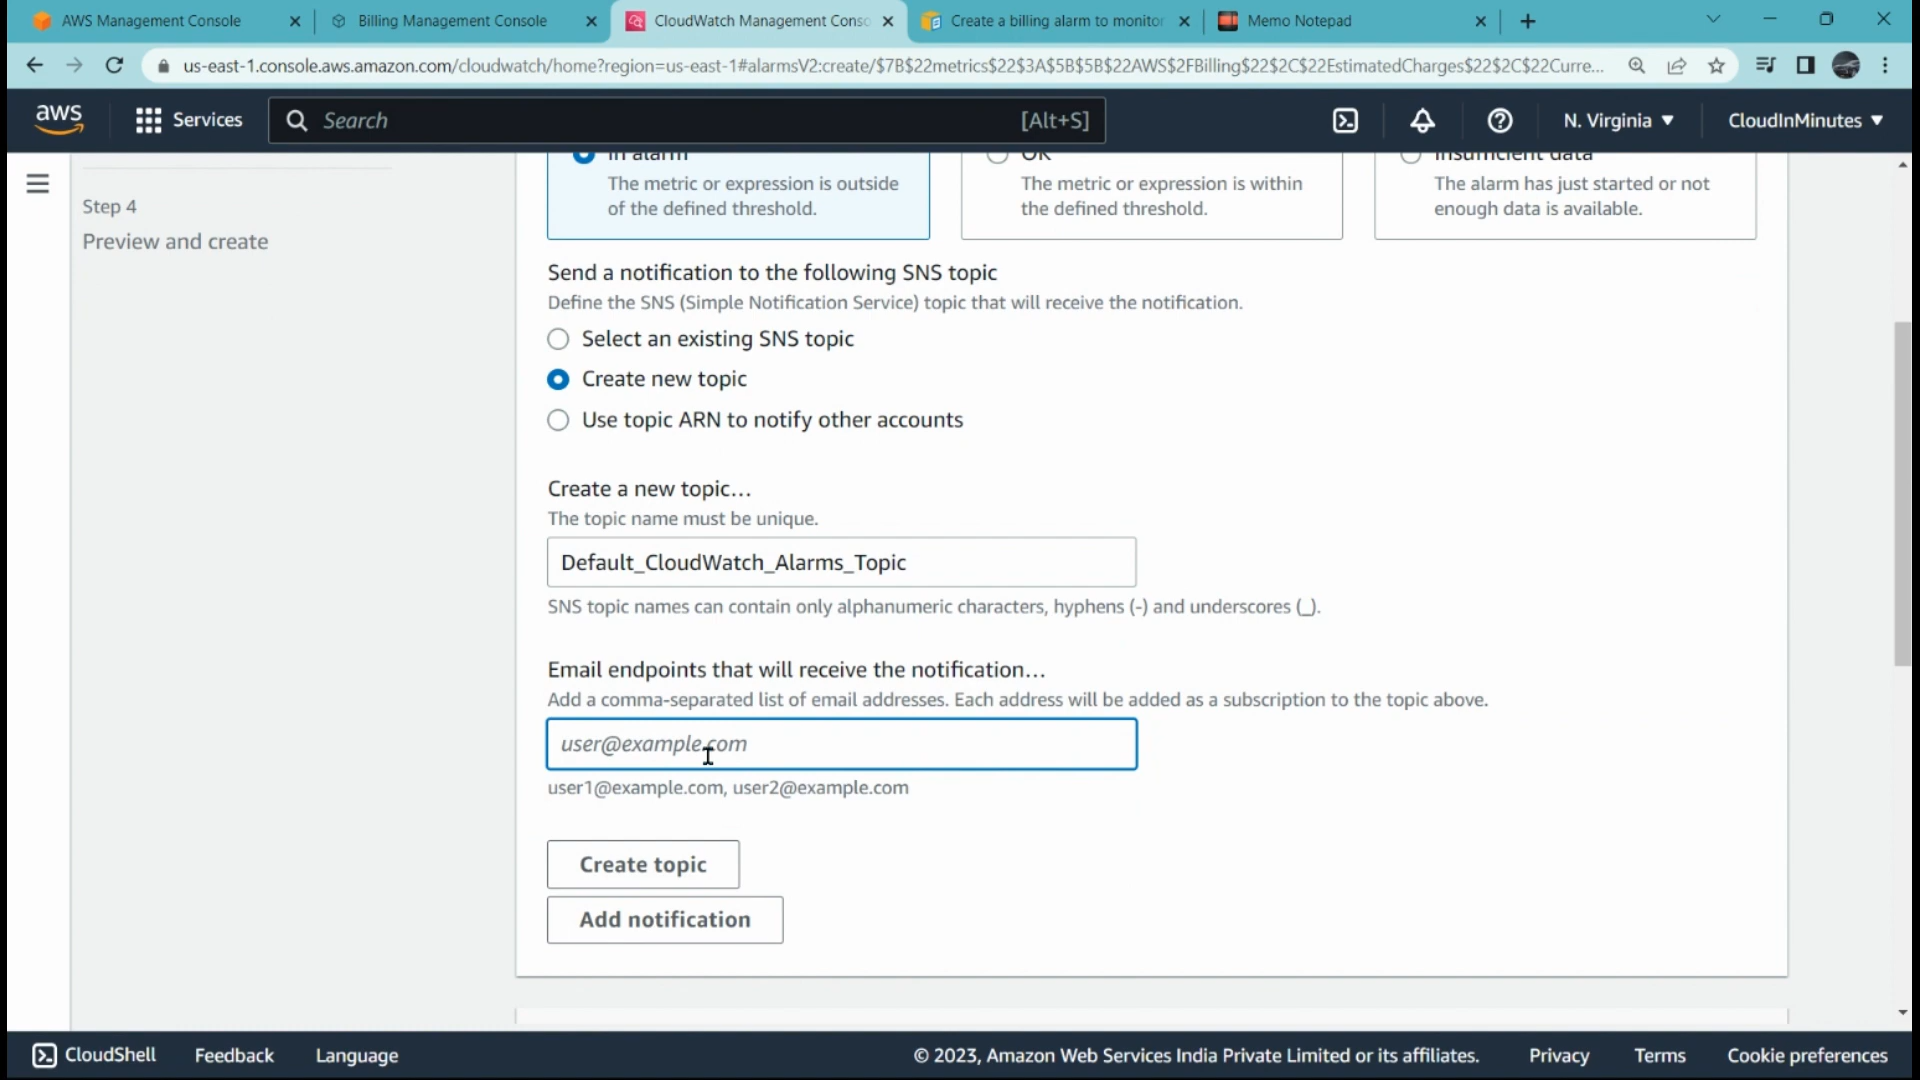 AWS Management Console
Billing Management Console
CloudWatch Management Conso
Create a billing alarm to monitor
Memo Notepad
us-east-1.console.aws.amazon.com/cloudwatch/home?region=us-east-1#alarmsV2:create/$7B$22metrics$22$3A$5B$5B$22AWS$2FBilling$22$2C$22EstimatedCharges$22$2C$22Curre...
aws
Services
Search
[Alt+S]
N. Virginia
CloudInMinutes
Step 4
Preview and create
In alarm
The metric or expression is outside
of the defined threshold.
OK
The metric or expression is within
the defined threshold.
Insufficient data
The alarm has just started or not
enough data is available.
Send a notification to the following SNS topic
Define the SNS (Simple Notification Service) topic that will receive the notification.
Select an existing SNS topic
Create new topic
Use topic ARN to notify other accounts
Create a new topic…
The topic name must be unique.
Default_CloudWatch_Alarms_Topic
SNS topic names can contain only alphanumeric characters, hyphens (-) and underscores (_).
Email endpoints that will receive the notification…
Add a comma-separated list of email addresses. Each address will be added as a subscription to the topic above.
user@example.com
user1@example.com, user2@example.com
Create topic
Add notification
CloudShell
Feedback
Language
© 2023, Amazon Web Services India Private Limited or its affiliates.
Privacy
Terms
Cookie preferences